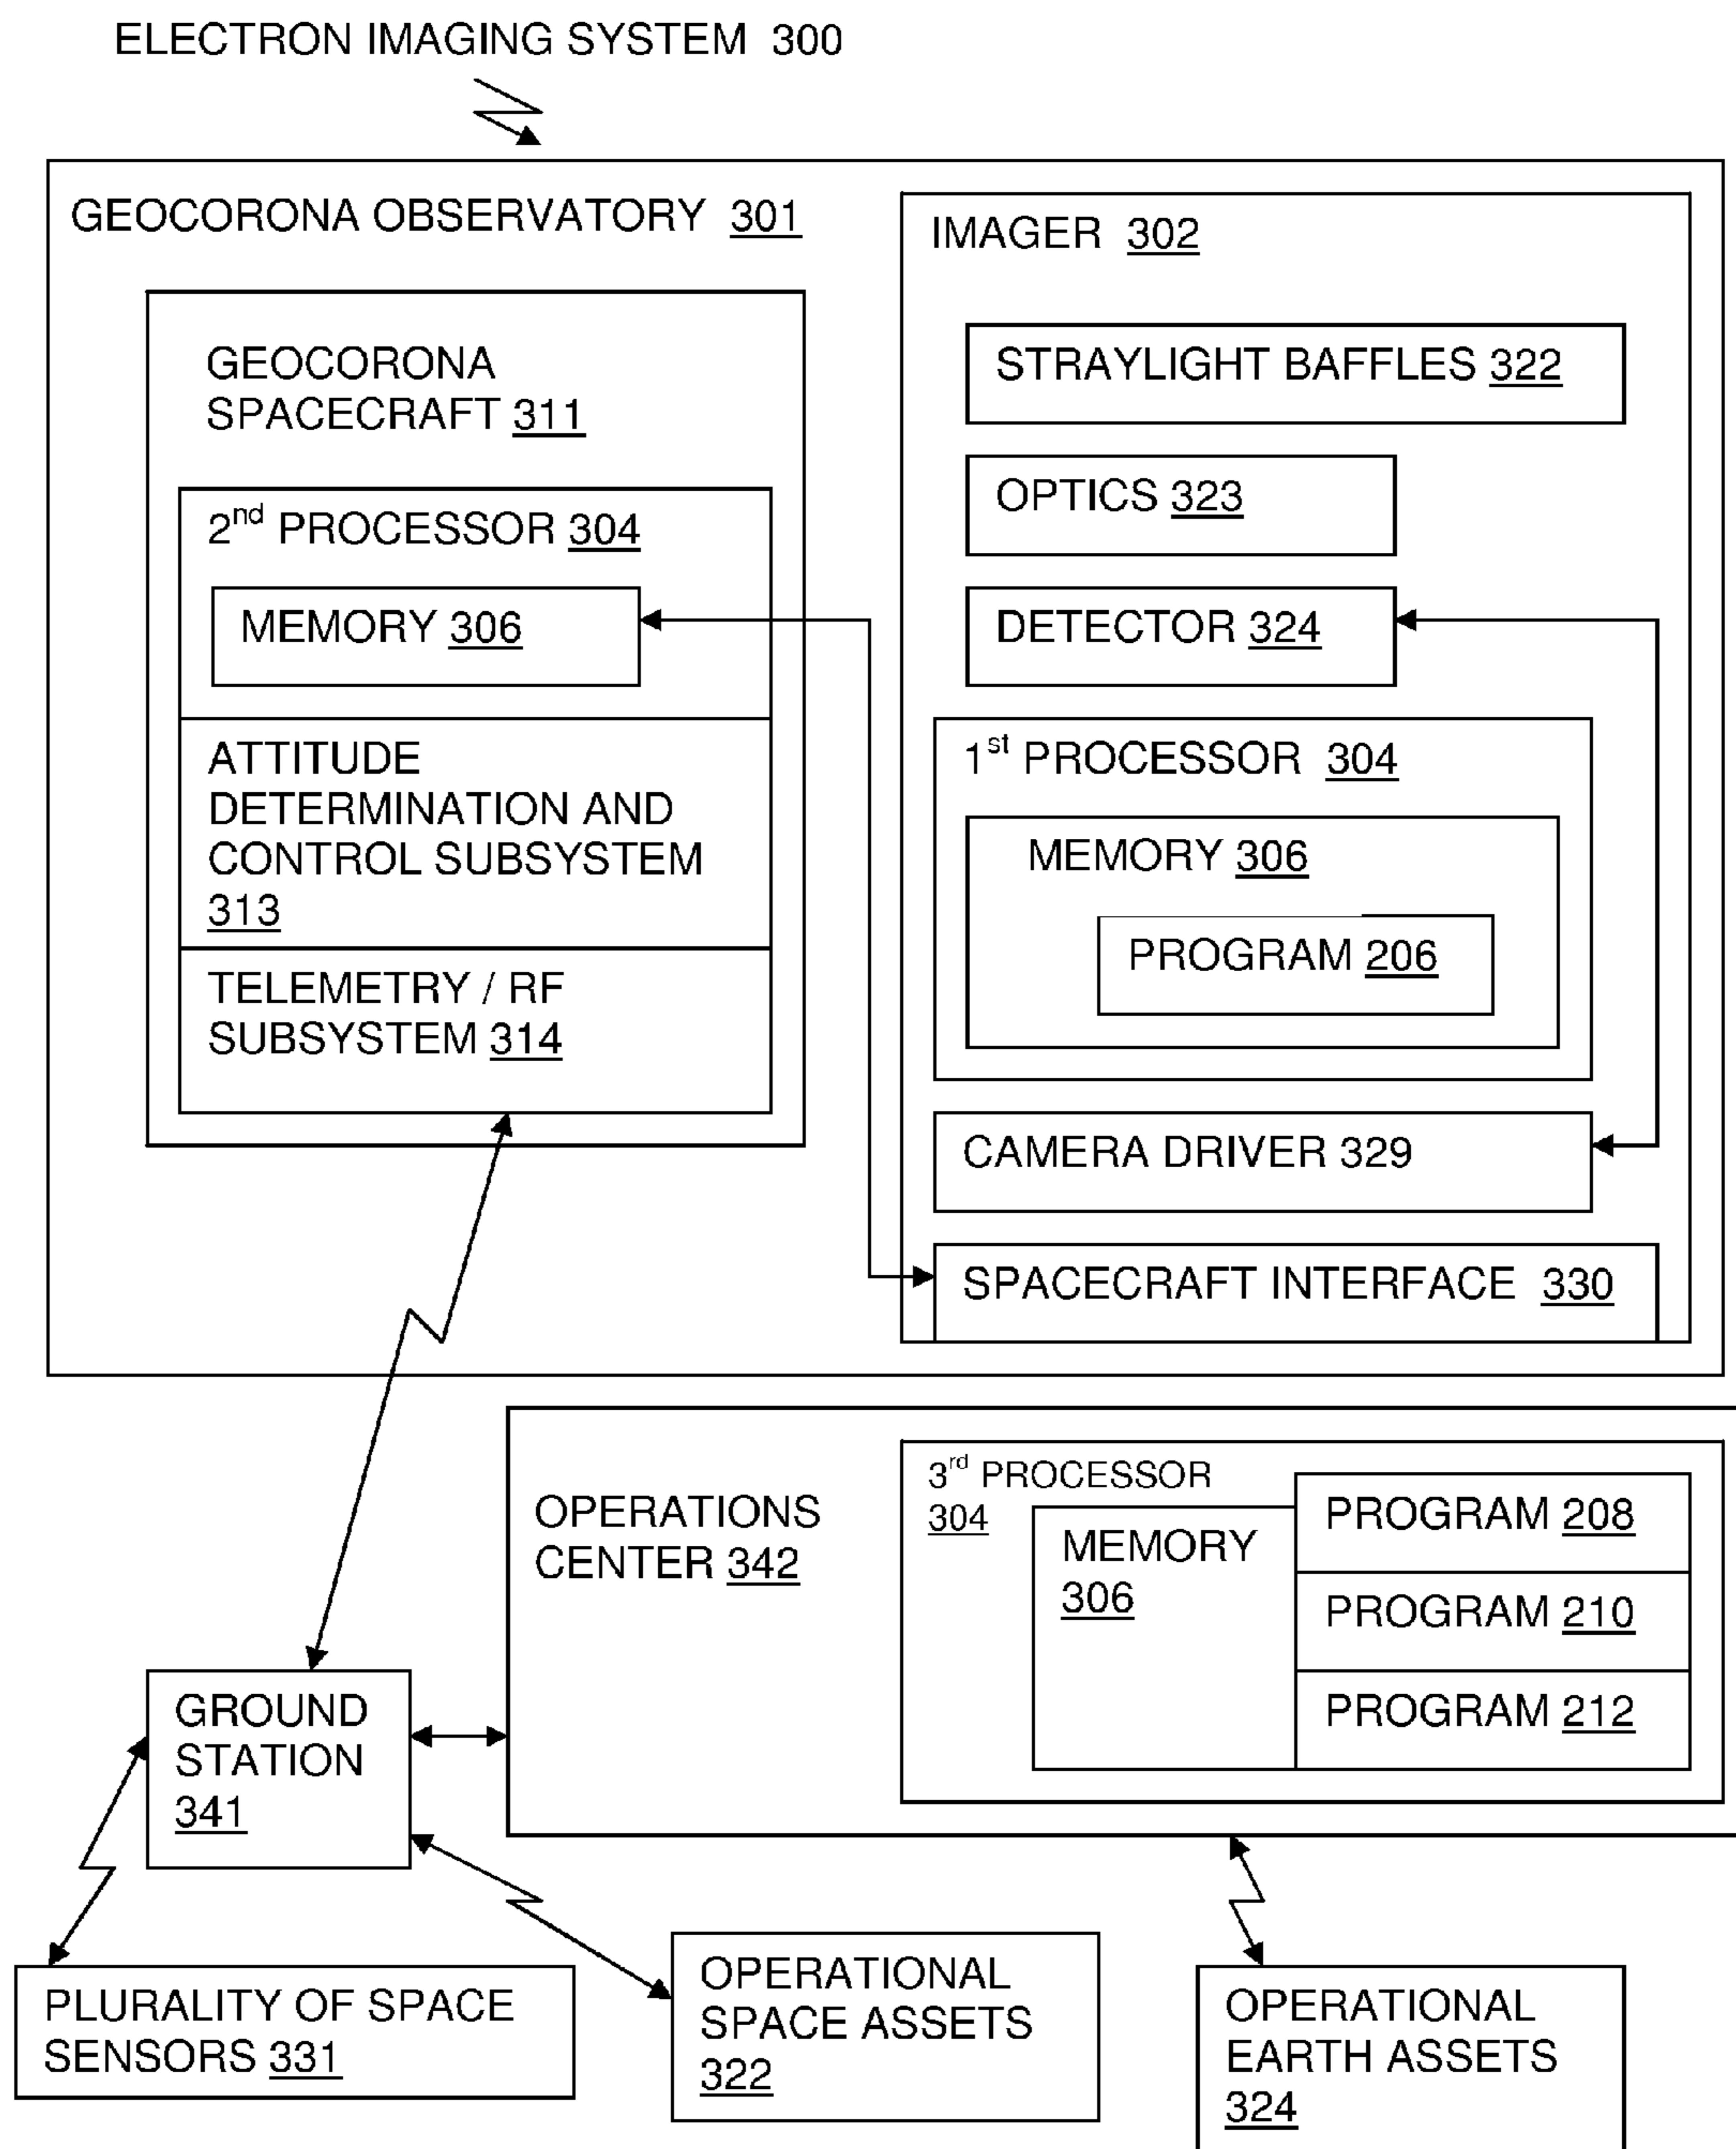 ELECTRON IMAGING SYSTEM 300
GEOCORONA OBSERVATORY 301
GEOCORONA
SPACECRAFT 311
2nd PROCESSOR 304
MEMORY 306
ATTITUDE
DETERMINATION AND
CONTROL SUBSYSTEM
313
TELEMETRY / RF
SUBSYSTEM 314
IMAGER 302
STRAYLIGHT BAFFLES 322
OPTICS 323
DETECTOR 324
1st PROCESSOR 304
MEMORY 306
PROGRAM 206
CAMERA DRIVER 329
SPACECRAFT INTERFACE 330
OPERATIONS
CENTER 342
3rd PROCESSOR
304
MEMORY
306
PROGRAM 208
PROGRAM 210
PROGRAM 212
GROUND
STATION
341
PLURALITY OF SPACE
SENSORS 331
OPERATIONAL
SPACE ASSETS
322
OPERATIONAL
EARTH ASSETS
324